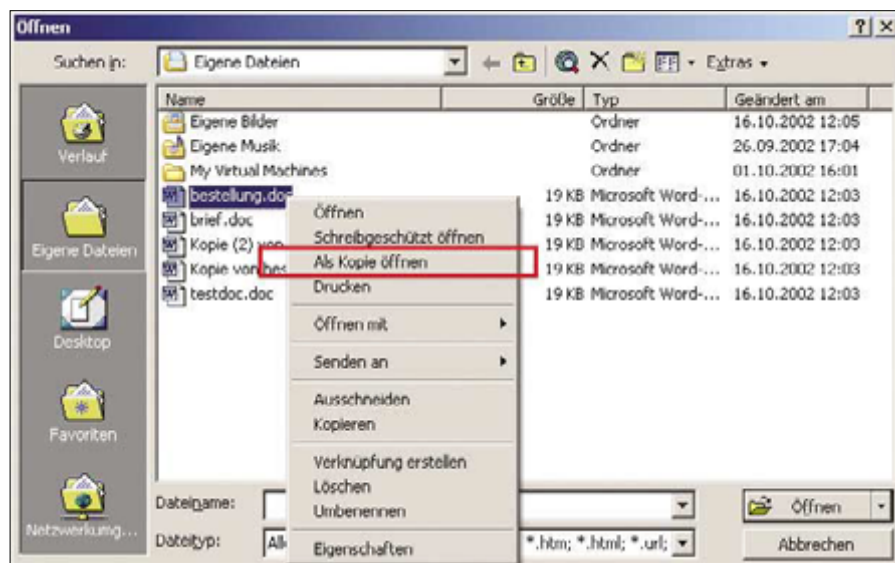 Öffnen
Suchen in: Eigene Dateien Extras
Name Größe Typ Geändert am
Eigene Bilder Ordner 16.10.2002 12:05
Eigene Musik Ordner 26.09.2002 17:04
My Virtual Machines Ordner 01.10.2002 16:01
bestellung.doc 19 KB Microsoft Word-... 16.10.2002 12:03
brief.doc 19 KB Microsoft Word-... 16.10.2002 12:03
Kopie (2) von 19 KB Microsoft Word-... 16.10.2002 12:03
Kopie von bes 19 KB Microsoft Word-... 16.10.2002 12:03
testdoc.doc 19 KB Microsoft Word-... 16.10.2002 12:03
Verlauf
Eigene Dateien
Desktop
Favoriten
Netzwerkumg...
Öffnen
Schreibgeschützt öffnen
Als Kopie öffnen
Drucken
Öffnen mit
Senden an
Ausschneiden
Kopieren
Verknüpfung erstellen
Löschen
Umbenennen
Eigenschaften
Dateiname: Öffnen
Dateityp: All *.htm; *.html; *.url; Abbrechen